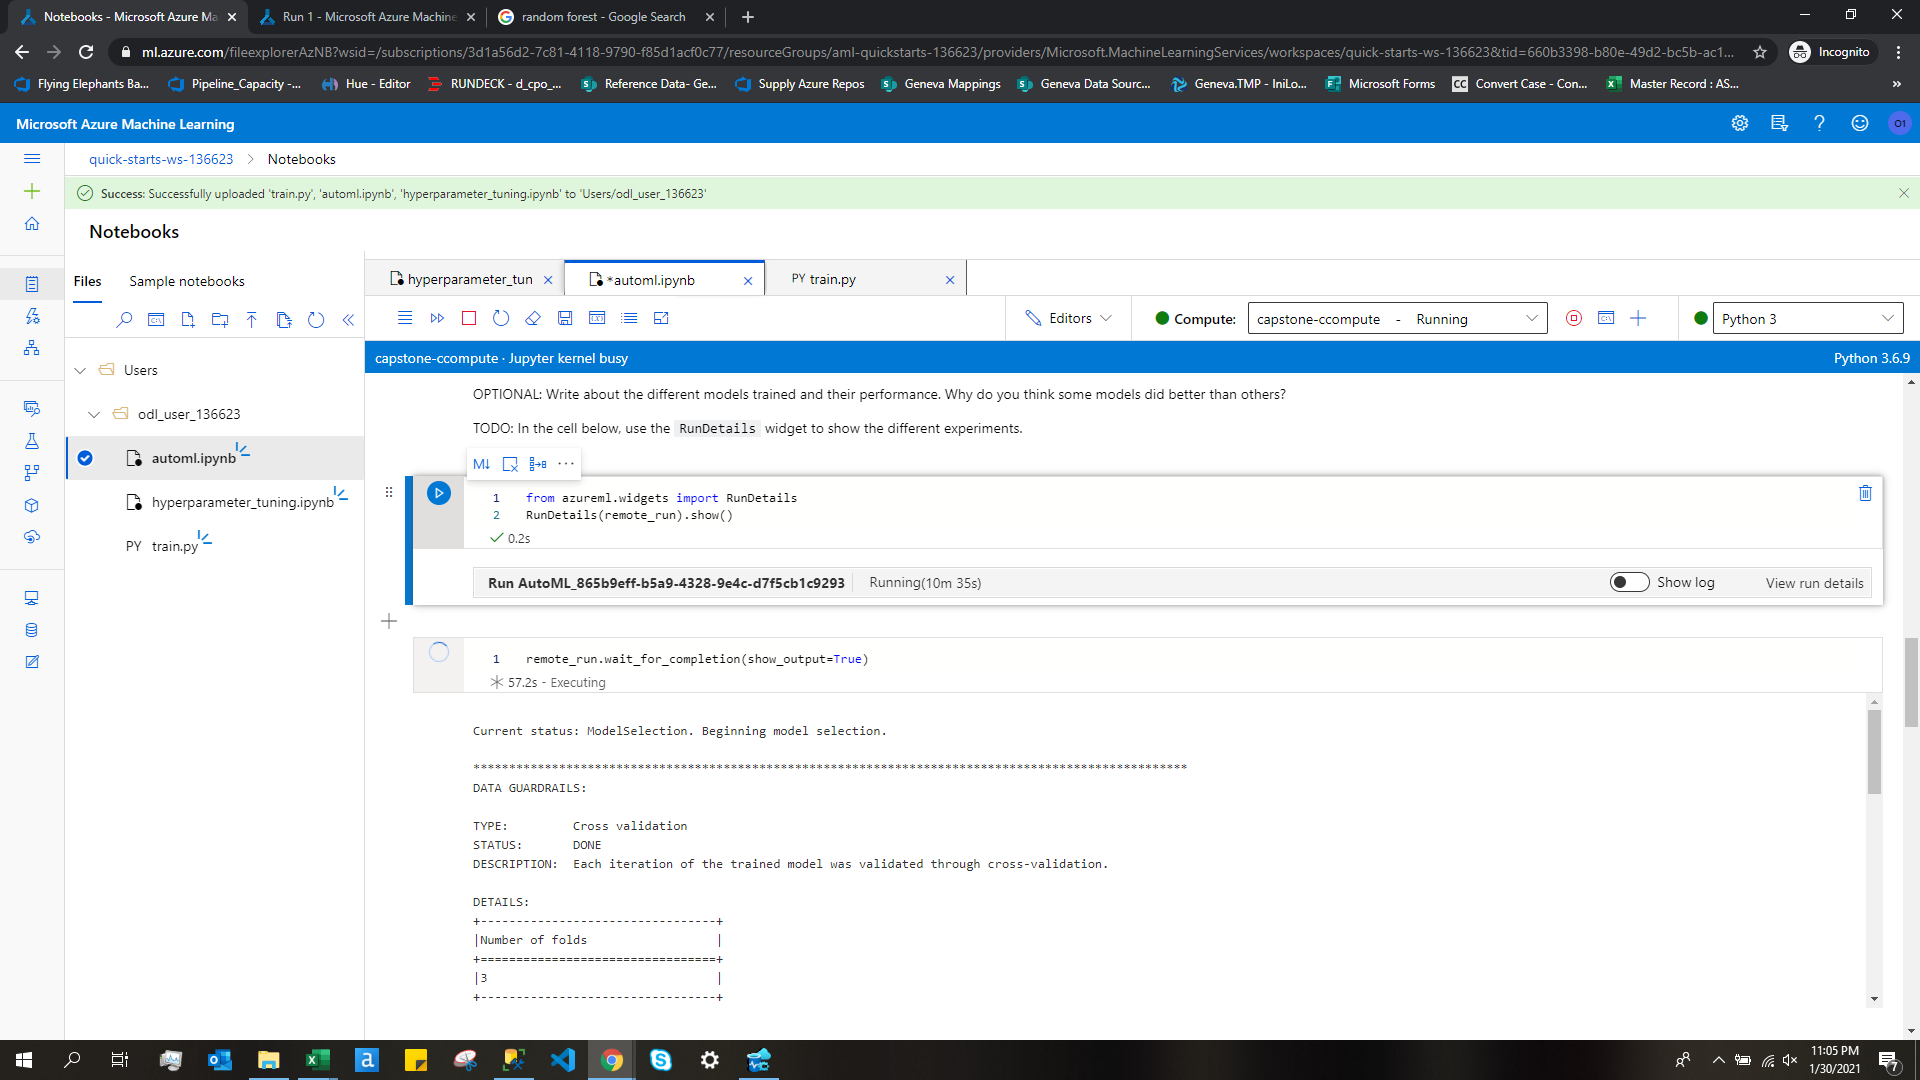 Notebooks - Microsoft Azure Ma
Run 1 - Microsoft Azure Machine
random forest - Google Search
ml.azure.com/fileexplorerAzNB?wsid=/subscriptions/3d1a56d2-7c81-4118-9790-f85d1acf0c77/resourceGroups/aml-quickstarts-136623/providers/Microsoft.MachineLearningServices/workspaces/quick-starts-ws-136623&tid=660b3398-b80e-49d2-bc5b-ac1...
Incognito
Flying Elephants Ba...
Pipeline_Capacity -...
Hue - Editor
RUNDECK - d_cpo_...
Reference Data- Ge...
Supply Azure Repos
Geneva Mappings
Geneva Data Sourc...
Geneva.TMP - IniLo...
Microsoft Forms
CC Convert Case - Con...
Master Record : AS...
Microsoft Azure Machine Learning
O1
quick-starts-ws-136623 > Notebooks
Success: Successfully uploaded 'train.py', 'automl.ipynb', 'hyperparameter_tuning.ipynb' to 'Users/odl_user_136623'
Notebooks
Files
Sample notebooks
hyperparameter_tun
*automl.ipynb
PY train.py
Editors
Compute:
capstone-ccompute - Running
Python 3
capstone-ccompute · Jupyter kernel busy
Python 3.6.9
Users
odl_user_136623
automl.ipynb
hyperparameter_tuning.ipynb
PY train.py
OPTIONAL: Write about the different models trained and their performance. Why do you think some models did better than others?
TODO: In the cell below, use the RunDetails widget to show the different experiments.
M↓
1 from azureml.widgets import RunDetails
2 RunDetails(remote_run).show()
0.2s
Run AutoML_865b9eff-b5a9-4328-9e4c-d7f5cb1c9293
Running(10m 35s)
Show log
View run details
1 remote_run.wait_for_completion(show_output=True)
57.2s - Executing
Current status: ModelSelection. Beginning model selection.
****************************************************************************************************
DATA GUARDRAILS:
TYPE: Cross validation
STATUS: DONE
DESCRIPTION: Each iteration of the trained model was validated through cross-validation.
DETAILS:
+---------------------------------+
|Number of folds |
+=================================+
|3 |
+---------------------------------+
11:05 PM
1/30/2021
7